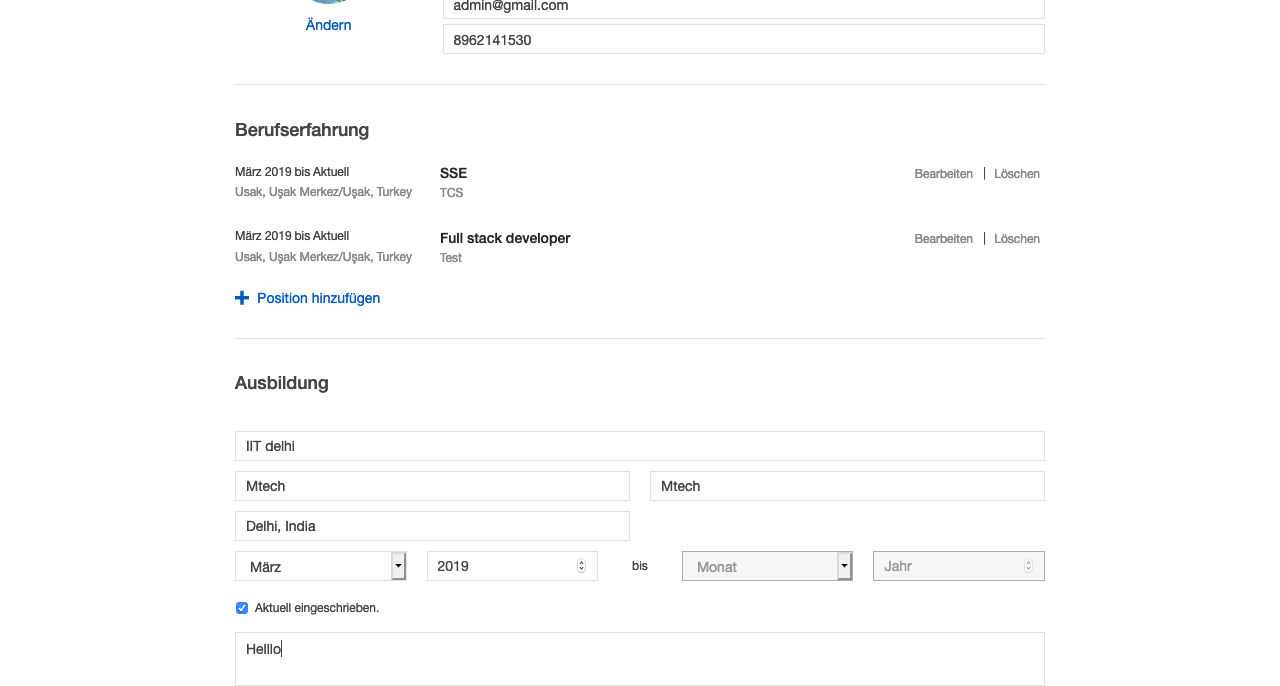 admin@gmail.com
Ändern
8962141530
Berufserfahrung
März 2019 bis Aktuell
SSE
Bearbeiten | Löschen
Usak, Uşak Merkez/Uşak, Turkey
TCS
März 2019 bis Aktuell
Full stack developer
Bearbeiten | Löschen
Usak, Uşak Merkez/Uşak, Turkey
Test
Position hinzufügen
Ausbildung
IIT delhi
Mtech
Mtech
Delhi, India
März
2019
bis
Monat
Jahr
Aktuell eingeschrieben.
Helllo